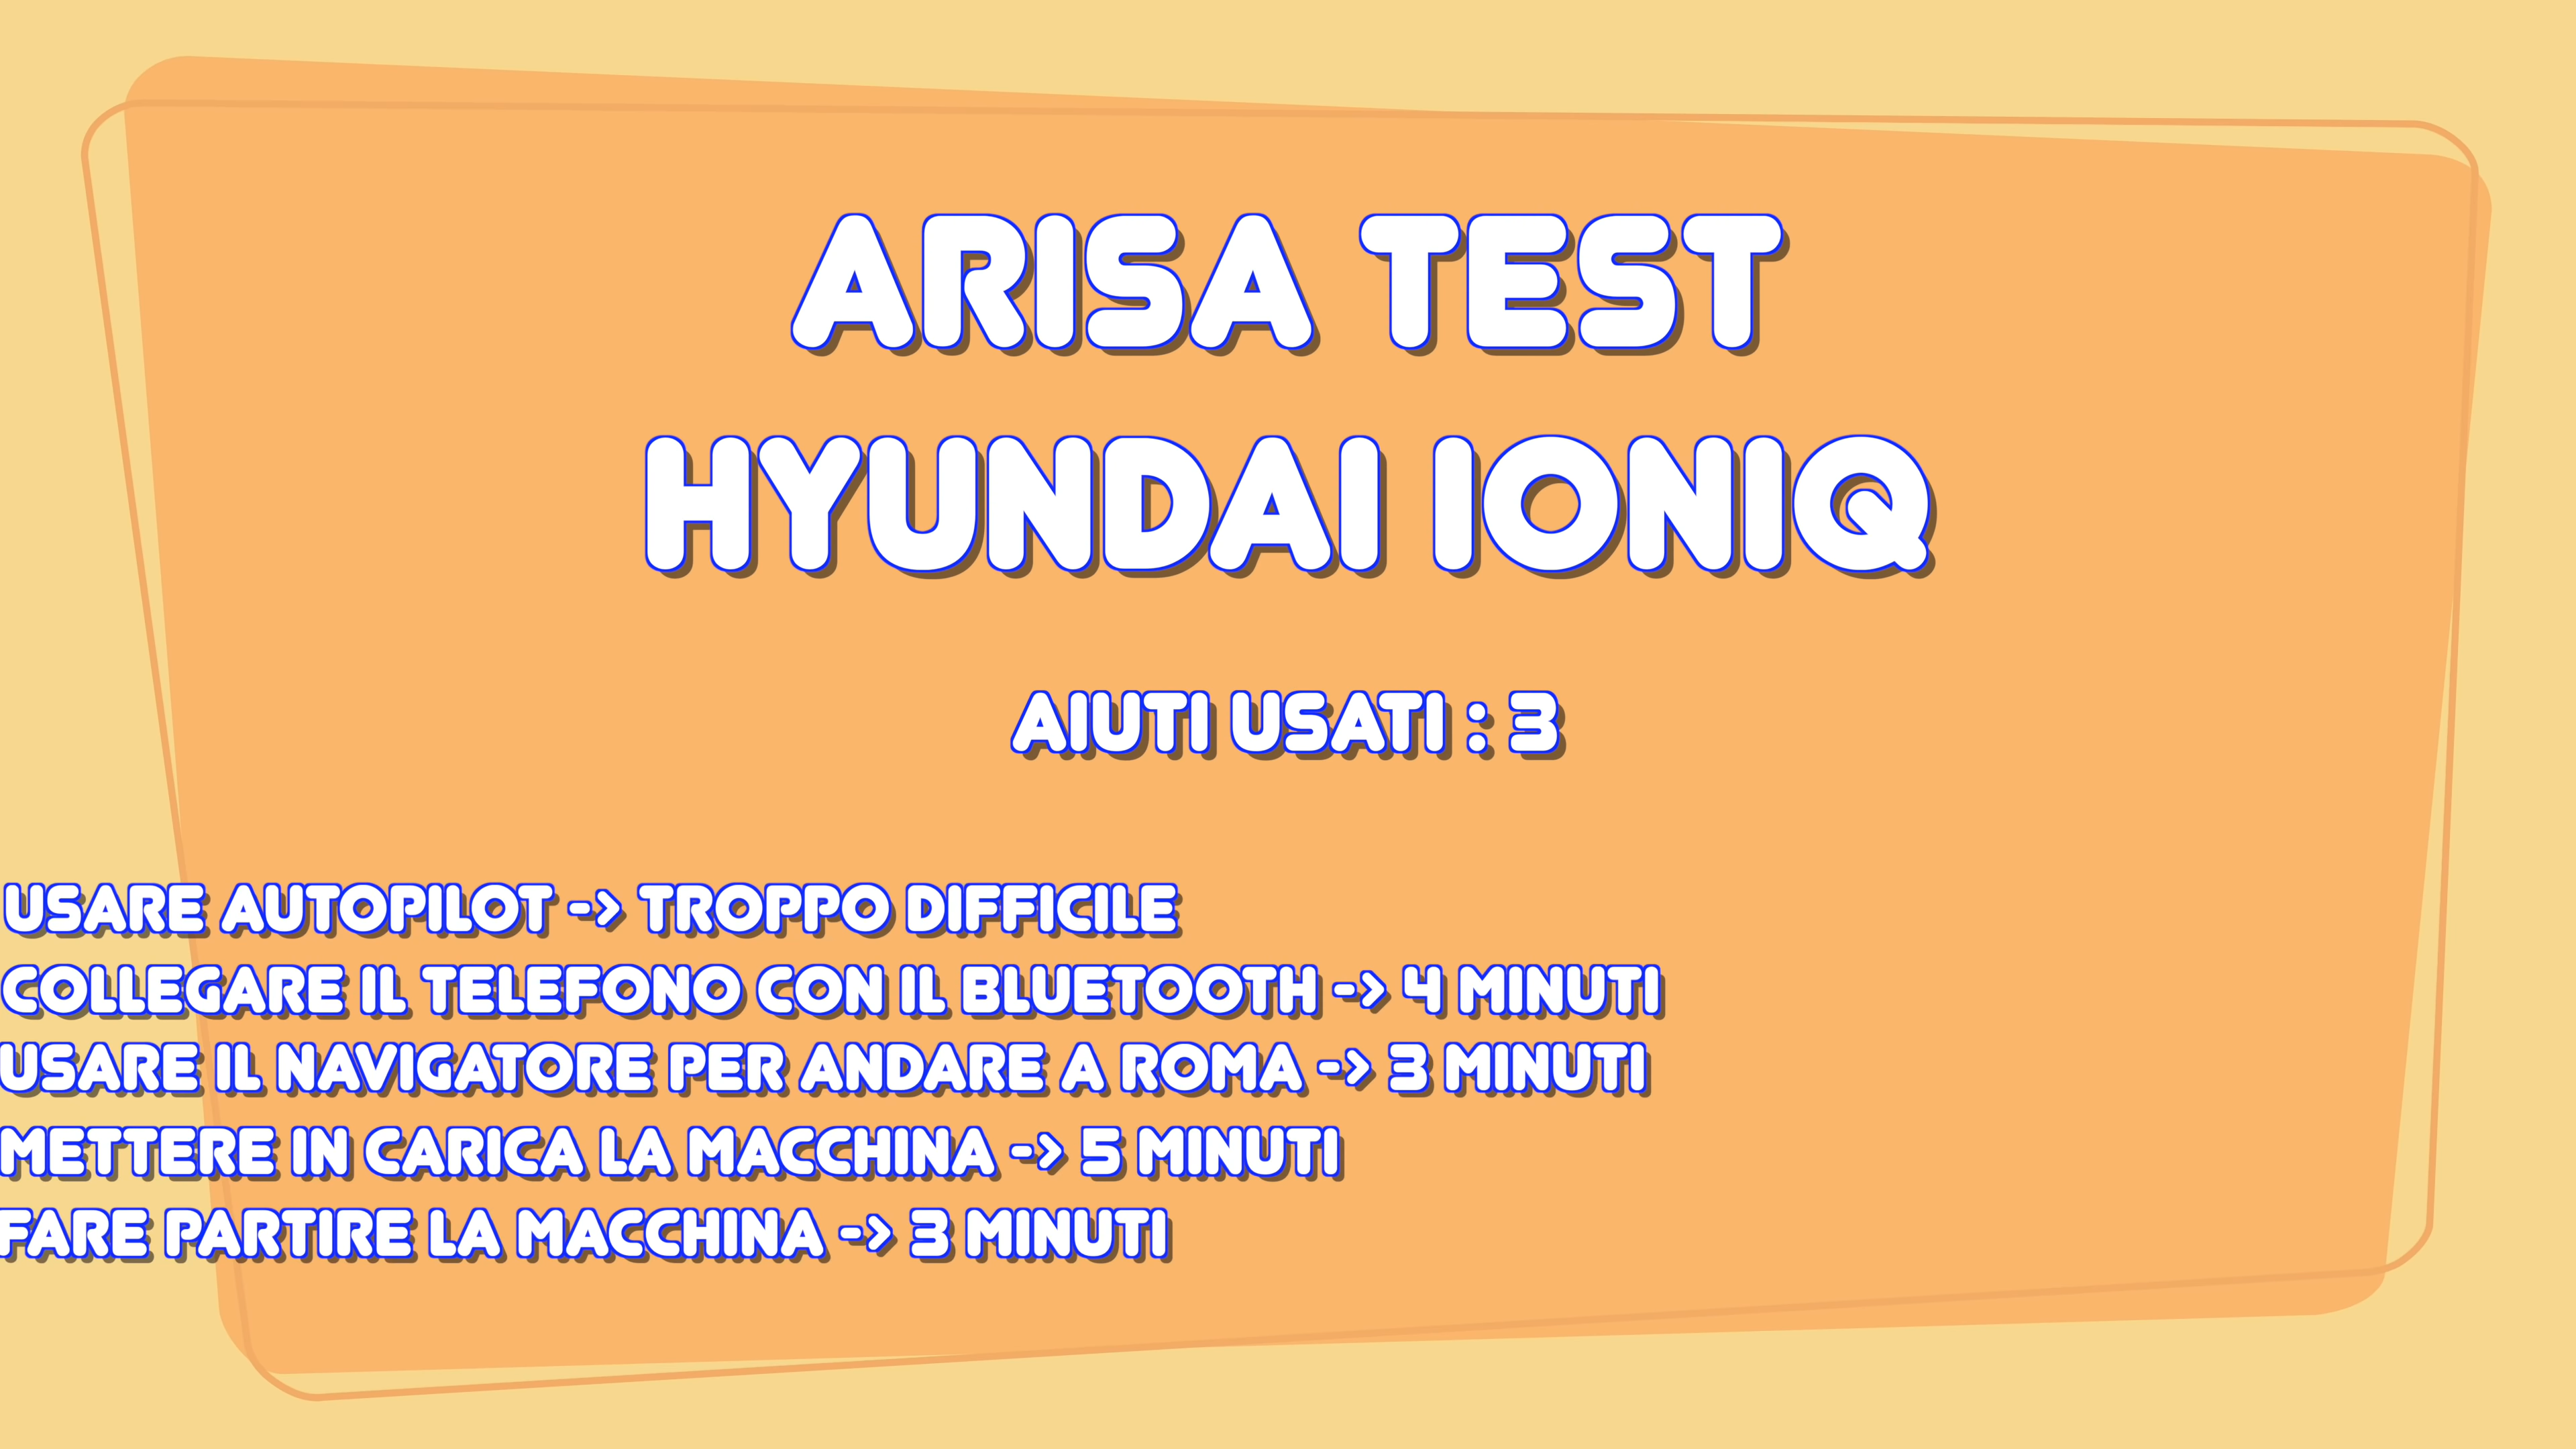 ARISA TEST
HYUNDAI IONIQ
AIUTI USATI : 3
USARE AUTOPILOT -> TROPPO DIFFICILE
COLLEGARE IL TELEFONO CON IL BLUETOOTH -> 4 MINUTI
USARE IL NAVIGATORE PER ANDARE A ROMA -> 3 MINUTI
METTERE IN CARICA LA MACCHINA -> 5 MINUTI
FARE PARTIRE LA MACCHINA -> 3 MINUTI